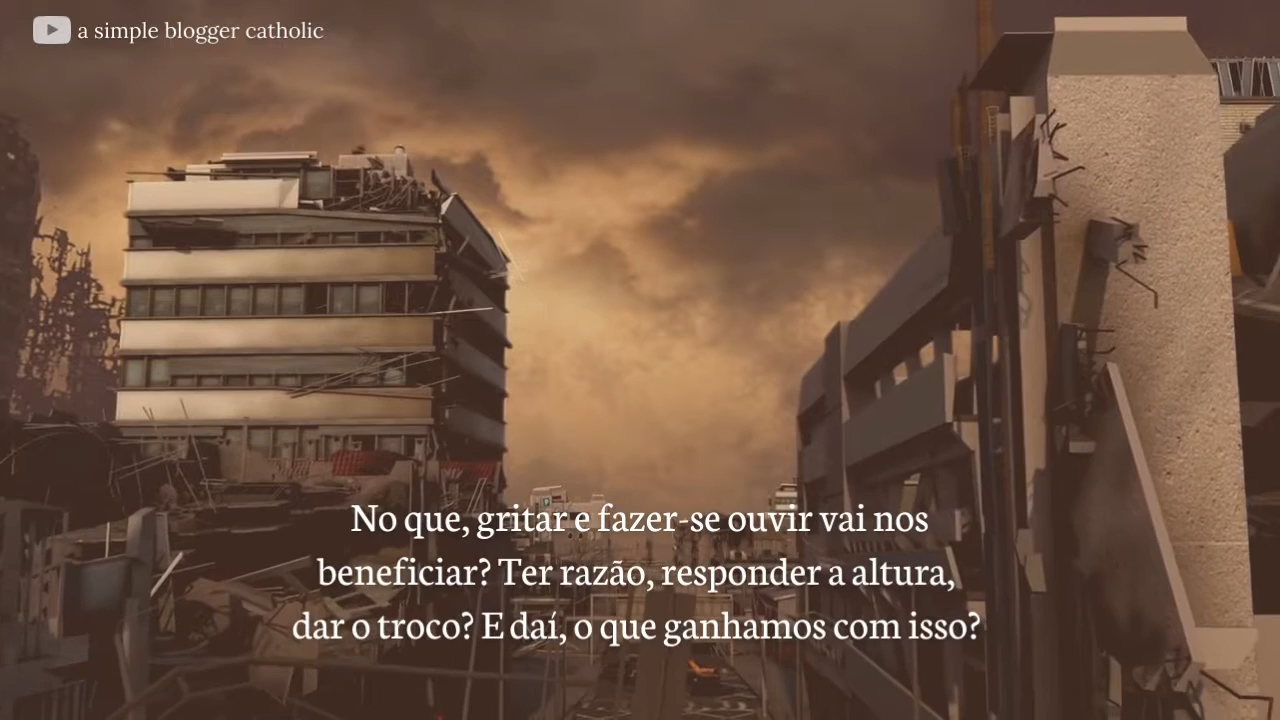 a simple blogger catholic
No que, gritar e fazer-se ouvir vai nos
beneficiar? Ter razão, responder a altura,
dar o troco? E daí, o que ganhamos com isso?